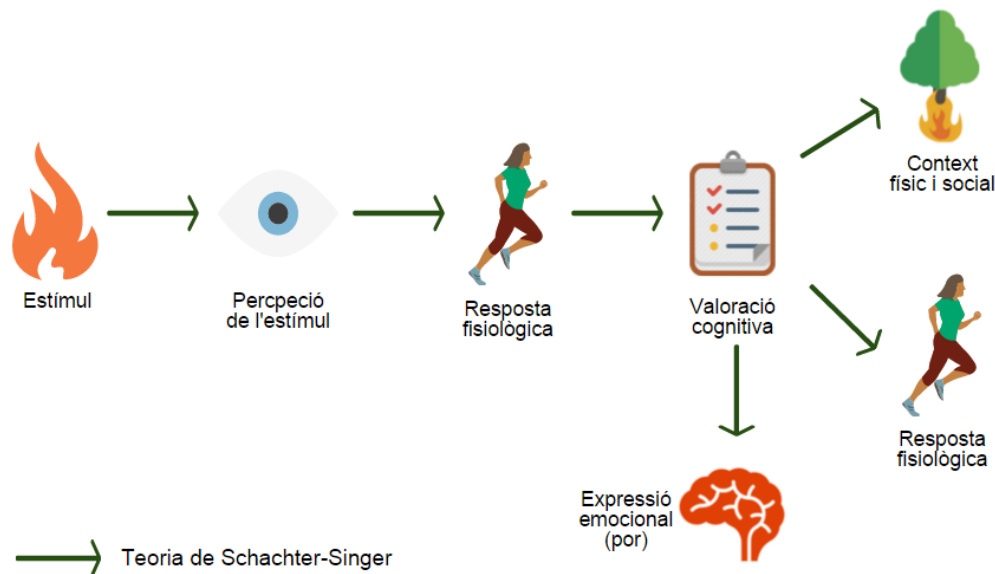 Estímul
Percpeció
de l'estímul
Resposta
fisiològica
Valoració
cognitiva
Context
físic i social
Resposta
fisiològica
Expressió
emocional
(por)
Teoria de Schachter-Singer